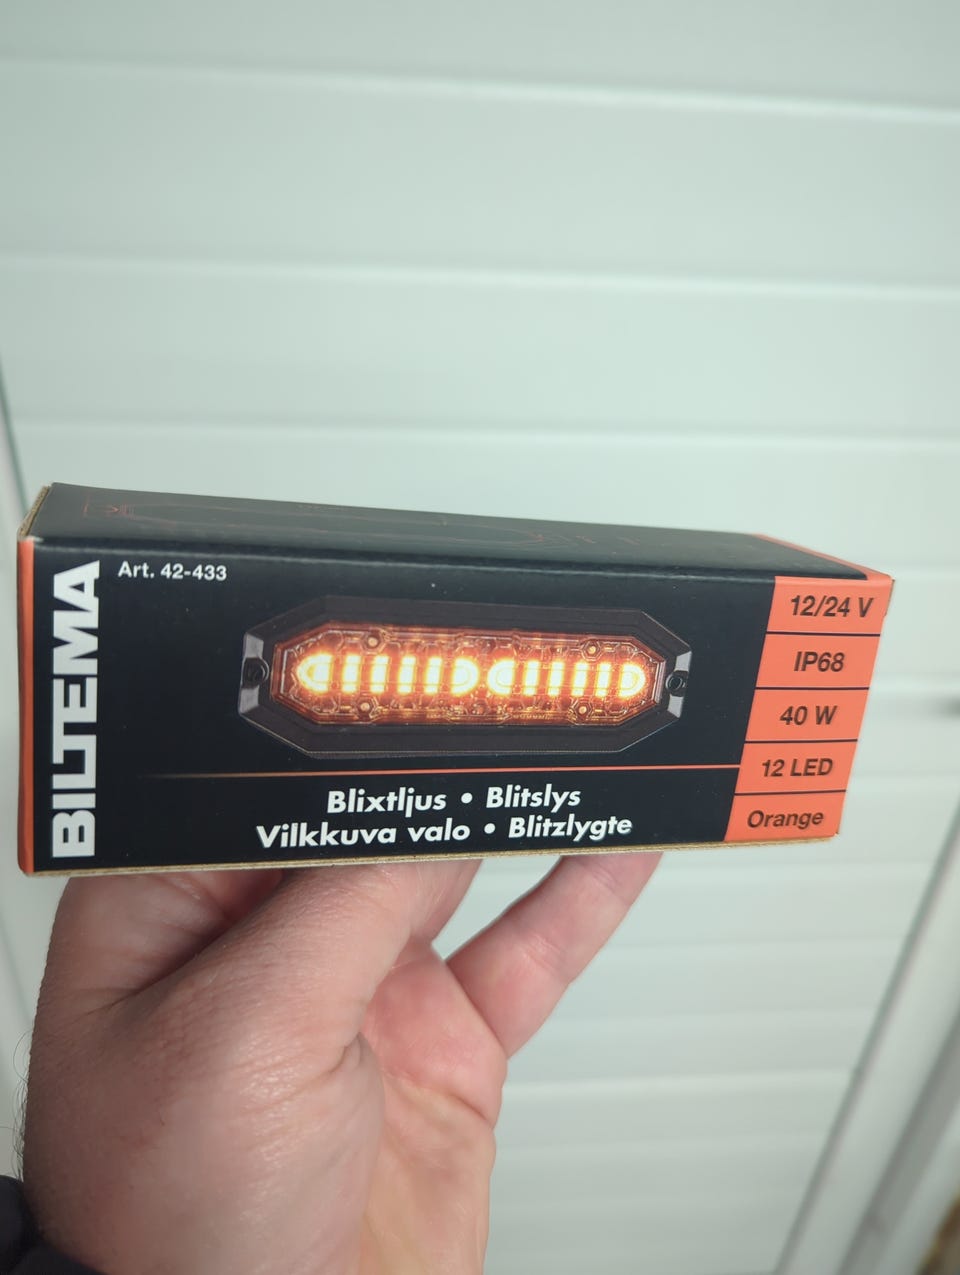 BILTEMA
Art. 42-433
12/24 V
IP68
40 W
12 LED
Orange
Blixtljus • Blitslys
Vilkkuva valo • Blitzlygte